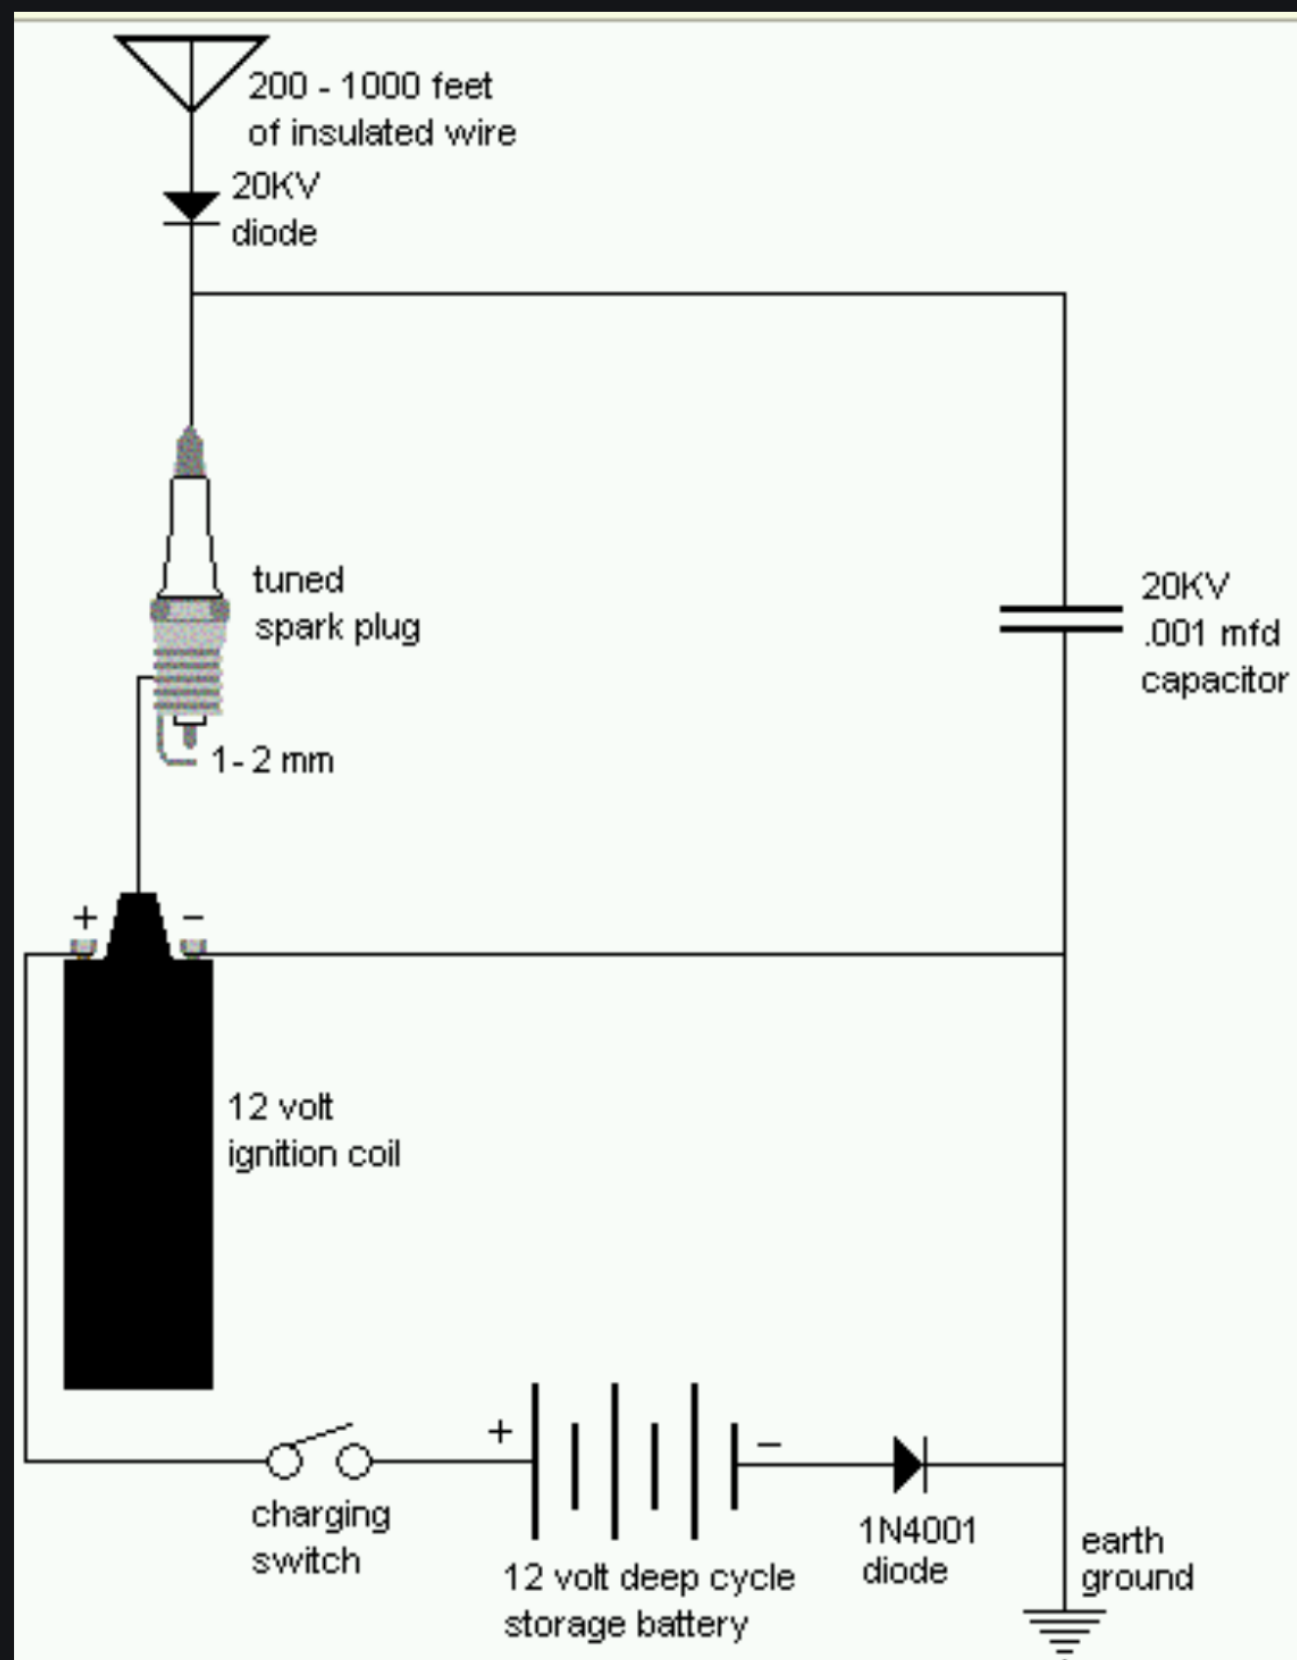 200 - 1000 feet
of insulated wire
20KV
diode
tuned
spark plug
20KV
.001 mfd
capacitor
1- 2 mm
+ −
12 volt
ignition coil
+ −
charging
switch
12 volt deep cycle
storage battery
1N4001
diode
earth
ground